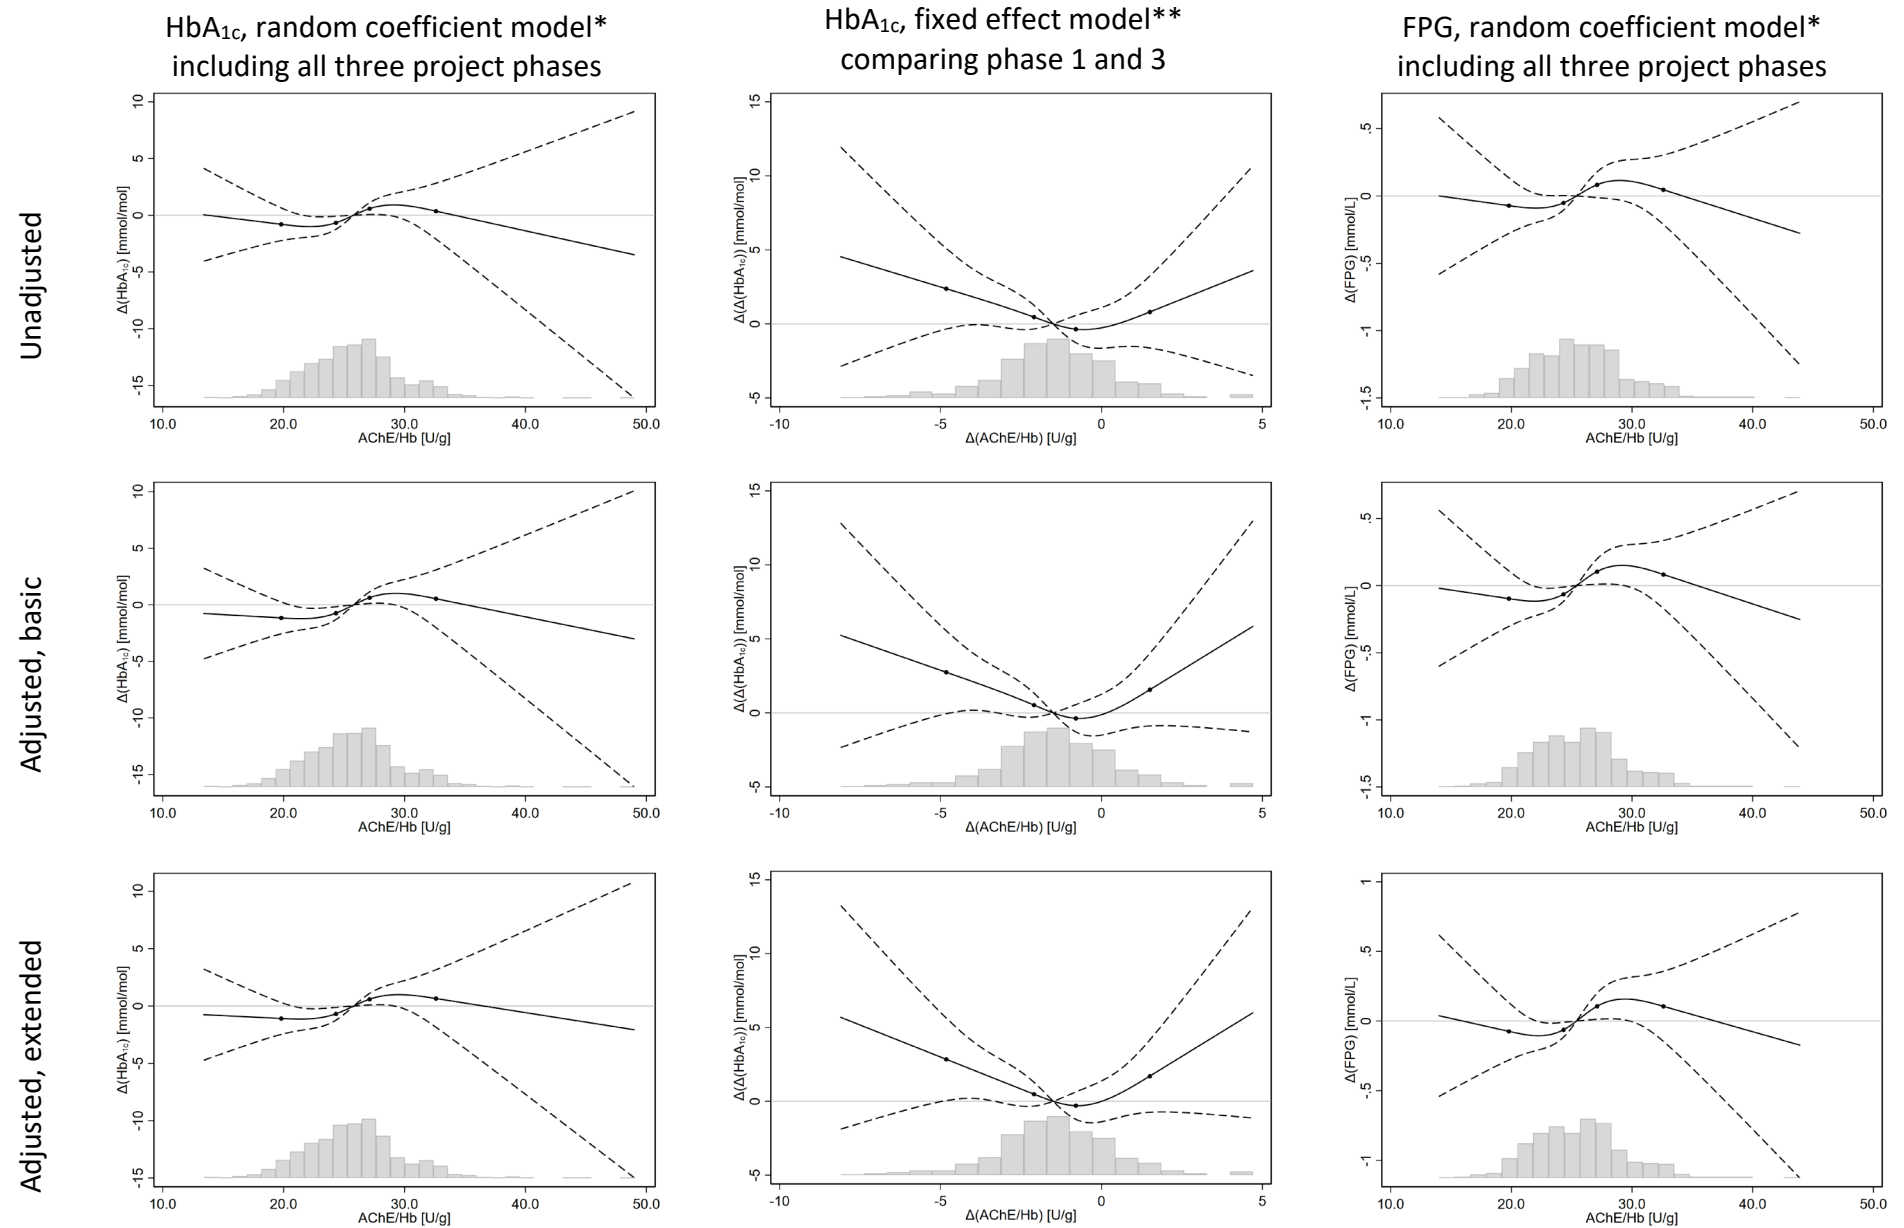 HbA1c, random coefficient model*
including all three project phases
HbA1c, fixed effect model**
comparing phase 1 and 3
FPG, random coefficient model*
including all three project phases
Unadjusted
Δ(HbA1c) [mmol/mol]
10
5
0
-5
-10
-15
10.0 20.0 30.0 40.0 50.0
AChE/Hb [U/g]
Δ(Δ(HbA1c)) [mmol/mol]
15
10
5
0
-5
-10 -5 0 5
Δ(AChE/Hb) [U/g]
Δ(FPG) [mmol/L]
.5
0
-.5
-1
-1.5
10.0 20.0 30.0 40.0 50.0
AChE/Hb [U/g]
Adjusted, basic
Δ(HbA1c) [mmol/mol]
10
5
0
-5
-10
-15
10.0 20.0 30.0 40.0 50.0
AChE/Hb [U/g]
Δ(Δ(HbA1c)) [mmol/mol]
15
10
5
0
-5
-10 -5 0 5
Δ(AChE/Hb) [U/g]
Δ(FPG) [mmol/L]
.5
0
-.5
-1
-1.5
10.0 20.0 30.0 40.0 50.0
AChE/Hb [U/g]
Adjusted, extended
Δ(HbA1c) [mmol/mol]
10
5
0
-5
-10
-15
10.0 20.0 30.0 40.0 50.0
AChE/Hb [U/g]
Δ(Δ(HbA1c)) [mmol/mol]
15
10
5
0
-5
-10 -5 0 5
Δ(AChE/Hb) [U/g]
Δ(FPG) [mmol/L]
1
.5
0
-.5
-1
10.0 20.0 30.0 40.0 50.0
AChE/Hb [U/g]